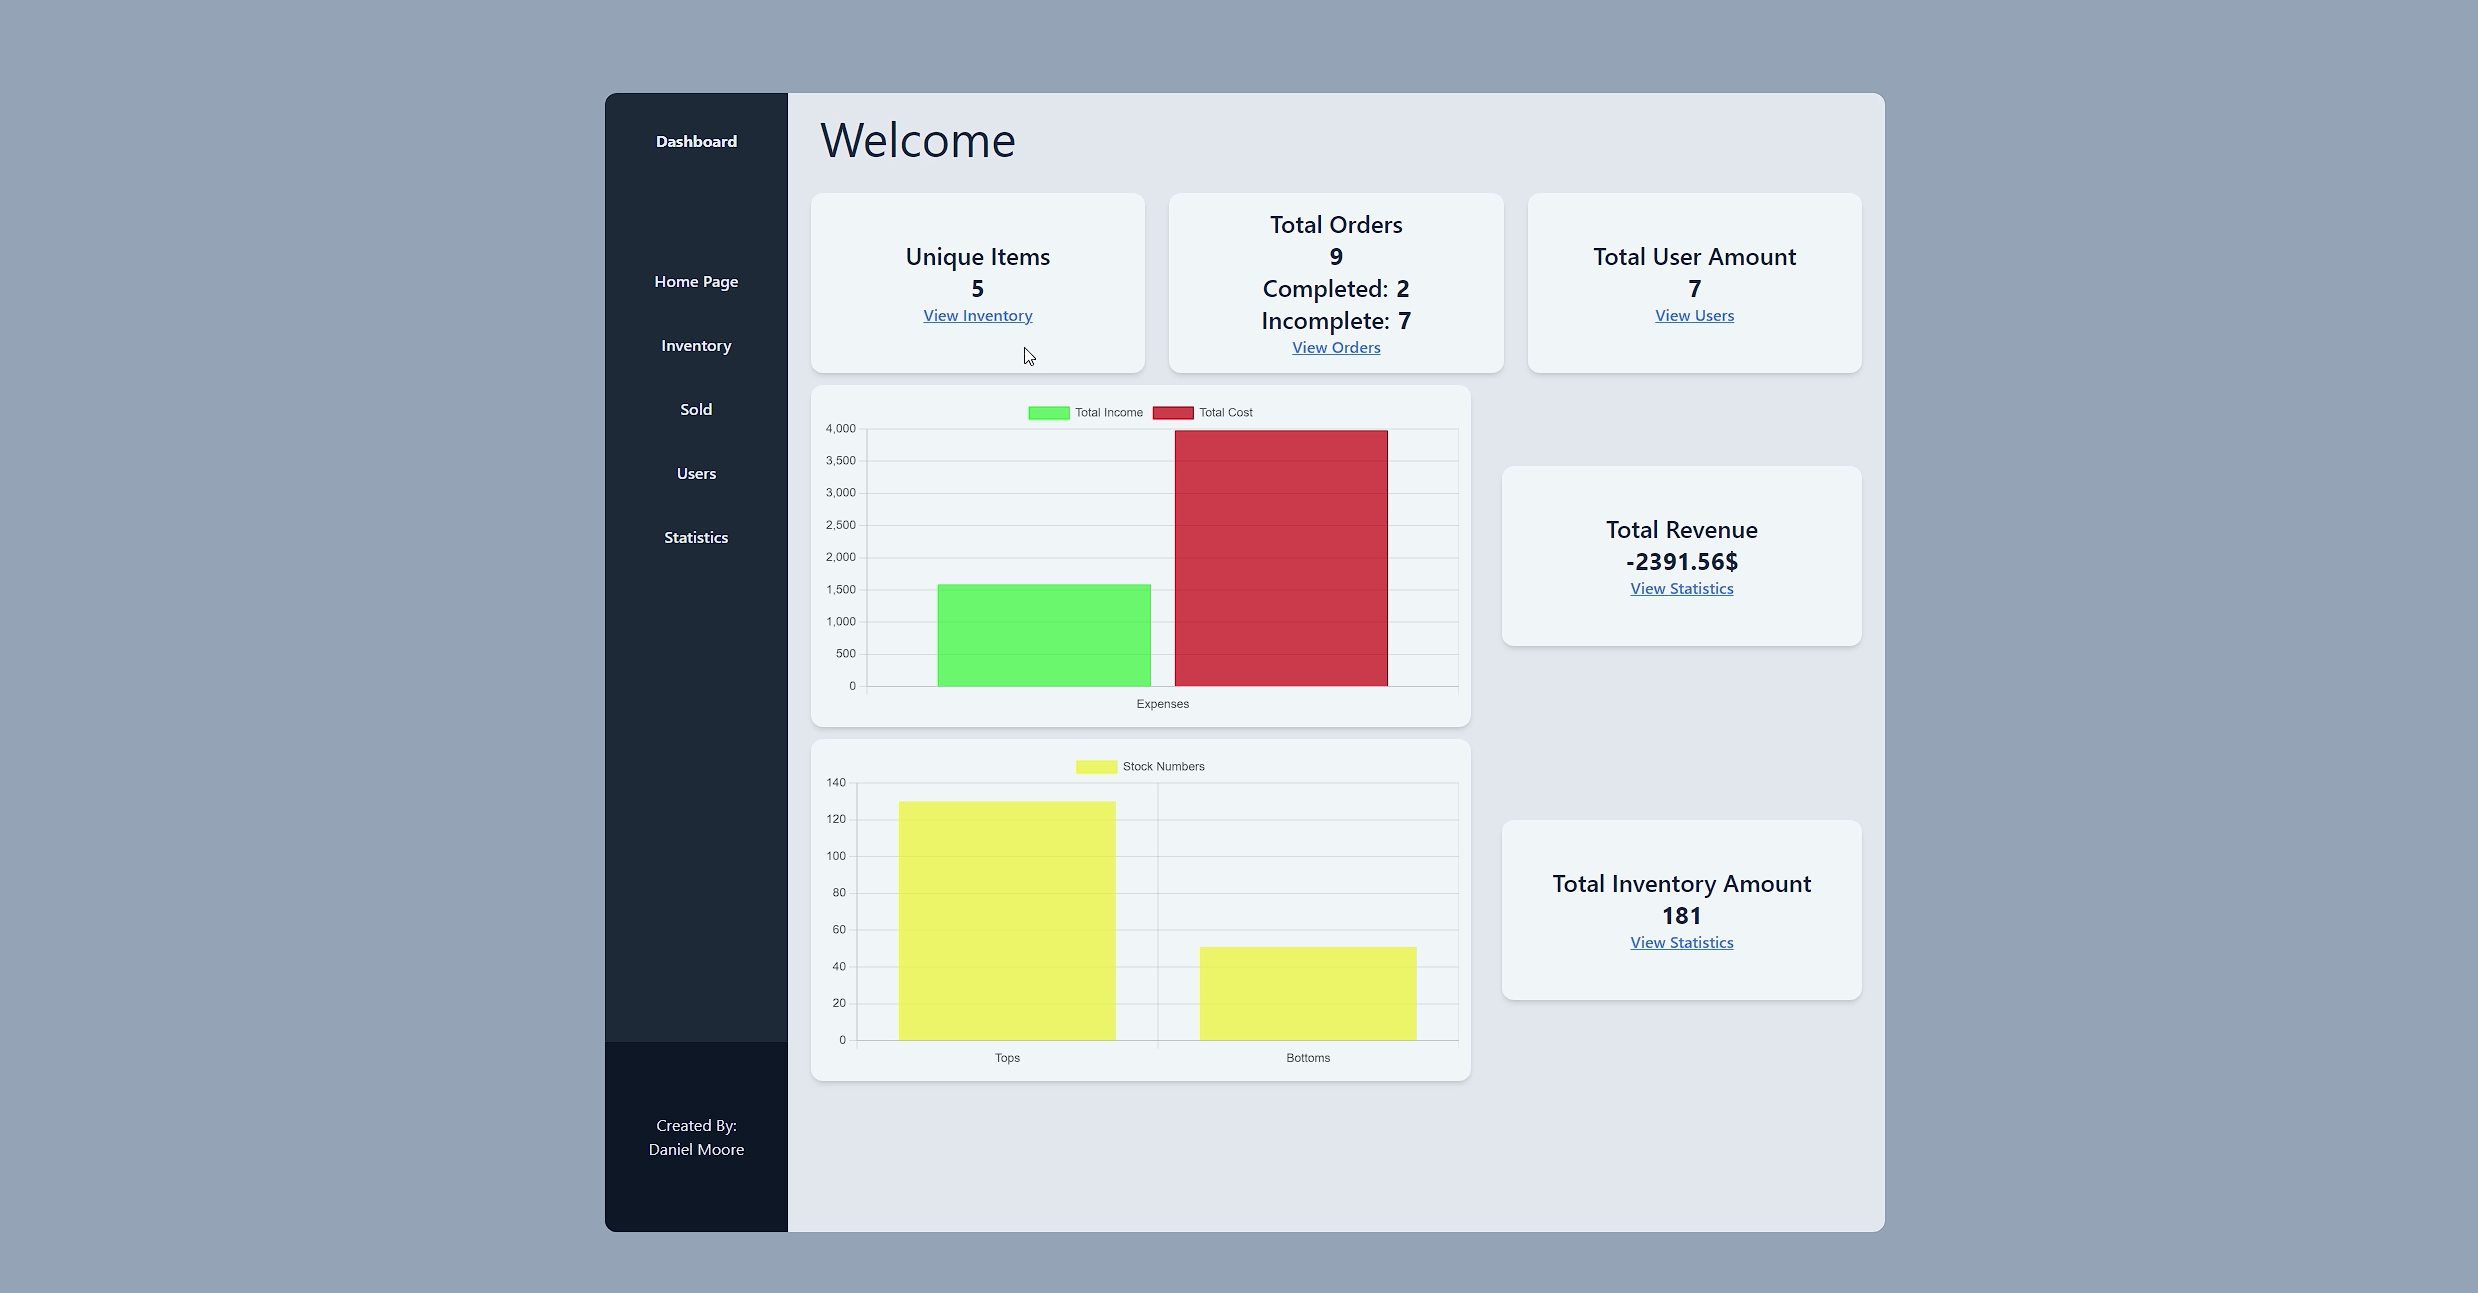 Dashboard
Home Page
Inventory
Sold
Users
Statistics
Created By:
Daniel Moore
Welcome
Unique Items
5
View Inventory
Total Orders
9
Completed: 2
Incomplete: 7
View Orders
Total User Amount
7
View Users
Total Income
Total Cost
4,000
3,500
3,000
2,500
2,000
1,500
1,000
500
0
Expenses
Total Revenue
-2391.56$
View Statistics
Stock Numbers
140
120
100
80
60
40
20
0
Tops
Bottoms
Total Inventory Amount
181
View Statistics